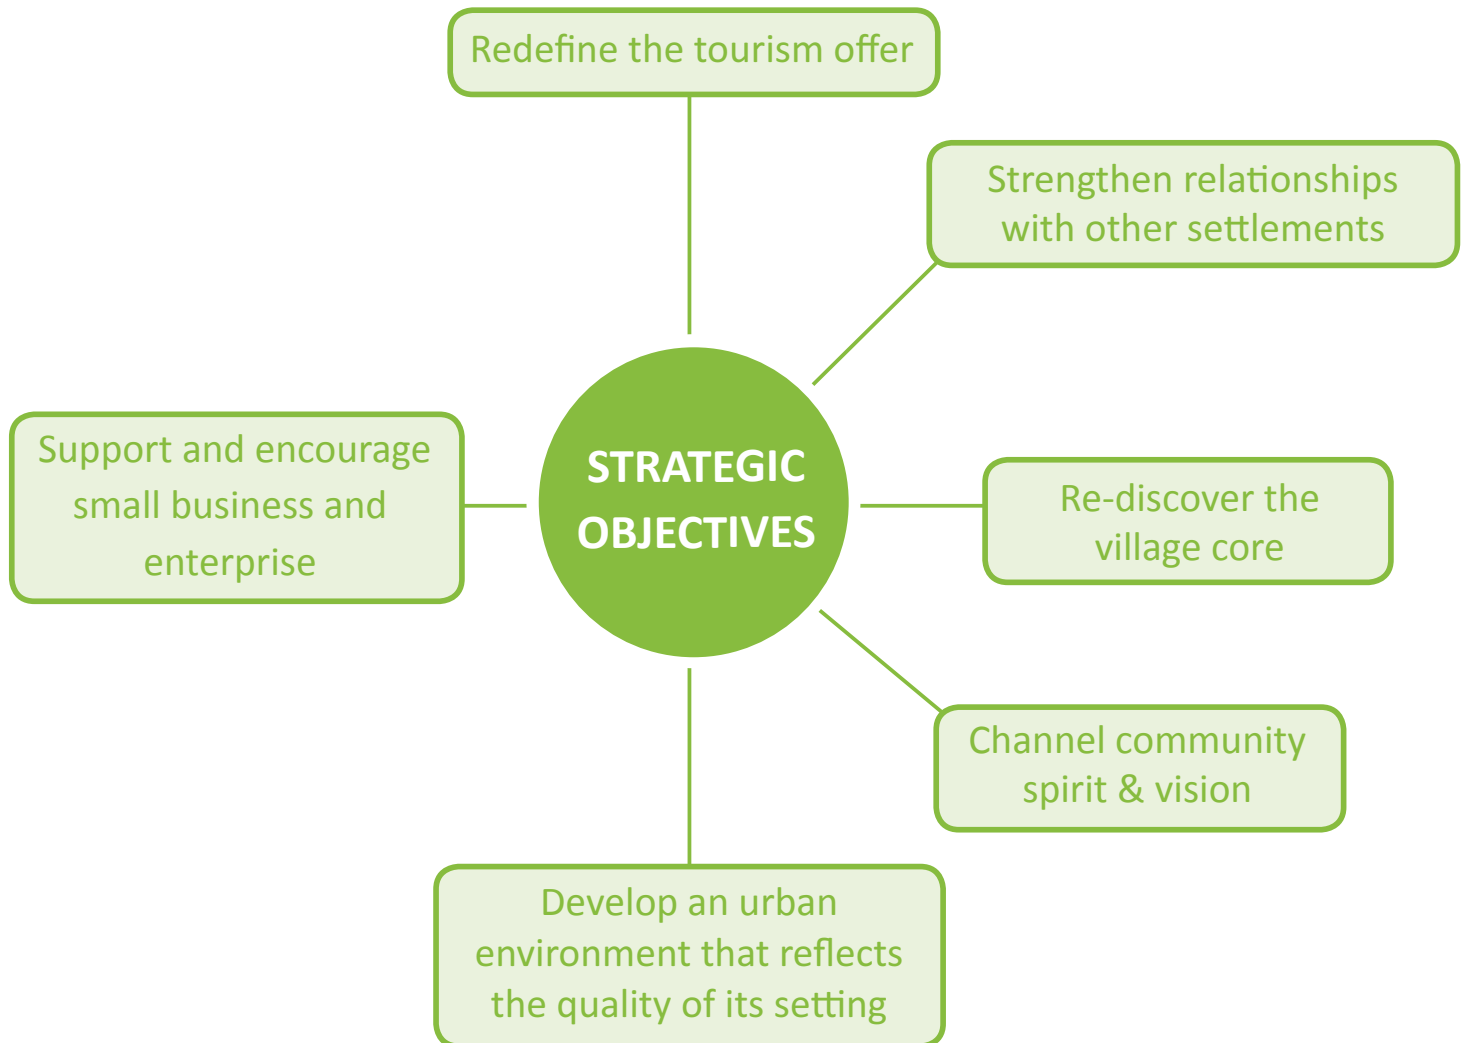 Redefine the tourism offer
Strengthen relationships
with other settlements
Support and encourage
small business and
enterprise
STRATEGIC
OBJECTIVES
Re-discover the
village core
Channel community
spirit & vision
Develop an urban
environment that reflects
the quality of its setting